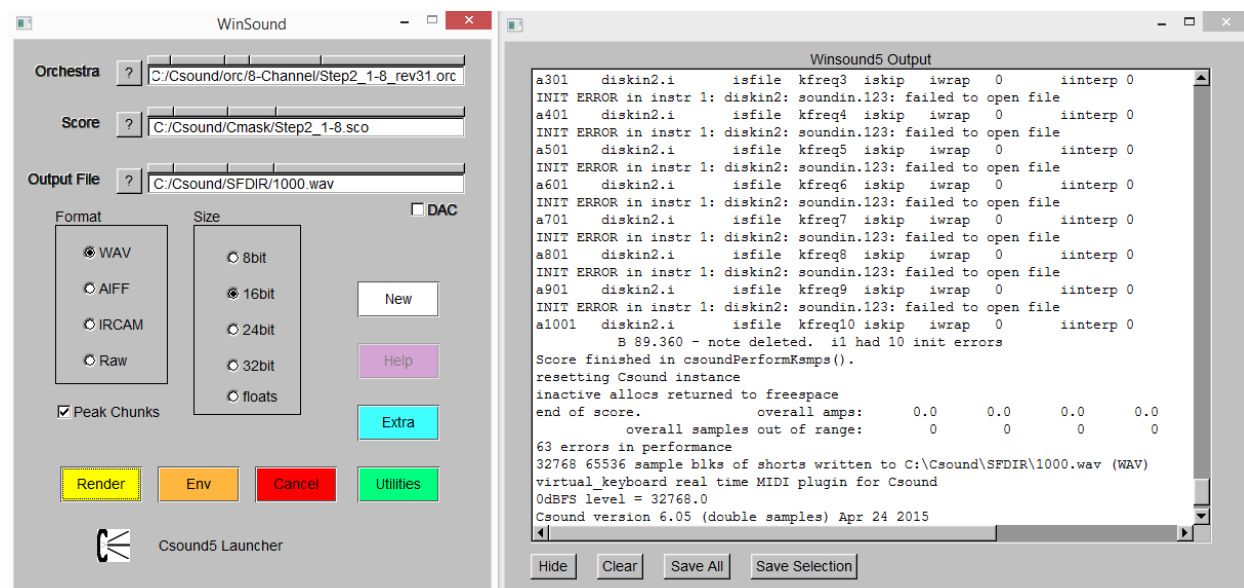 WinSound
Orchestra ? C:/Csound/orc/8-Channel/Step2_1-8_rev31.orc
Score ? C:/Csound/Cmask/Step2_1-8.sco
Output File ? C:/Csound/SFDIR/1000.wav
DAC
Format Size
WAV 8bit
AIFF 16bit
IRCAM 24bit
Raw 32bit
floats
Peak Chunks
New
Help
Extra
Render Env Cancel Utilities
Csound5 Launcher
Winsound5 Output
a301 diskin2.i isfile kfreq3 iskip iwrap 0 iinterp 0
INIT ERROR in instr 1: diskin2: soundin.123: failed to open file
a401 diskin2.i isfile kfreq4 iskip iwrap 0 iinterp 0
INIT ERROR in instr 1: diskin2: soundin.123: failed to open file
a501 diskin2.i isfile kfreq5 iskip iwrap 0 iinterp 0
INIT ERROR in instr 1: diskin2: soundin.123: failed to open file
a601 diskin2.i isfile kfreq6 iskip iwrap 0 iinterp 0
INIT ERROR in instr 1: diskin2: soundin.123: failed to open file
a701 diskin2.i isfile kfreq7 iskip iwrap 0 iinterp 0
INIT ERROR in instr 1: diskin2: soundin.123: failed to open file
a801 diskin2.i isfile kfreq8 iskip iwrap 0 iinterp 0
INIT ERROR in instr 1: diskin2: soundin.123: failed to open file
a901 diskin2.i isfile kfreq9 iskip iwrap 0 iinterp 0
INIT ERROR in instr 1: diskin2: soundin.123: failed to open file
a1001 diskin2.i isfile kfreq10 iskip iwrap 0 iinterp 0
B 89.360 - note deleted. i1 had 10 init errors
Score finished in csoundPerformKsmps().
resetting Csound instance
inactive allocs returned to freespace
end of score. overall amps: 0.0 0.0 0.0 0.0
overall samples out of range: 0 0 0 0
63 errors in performance
32768 65536 sample blks of shorts written to C:\Csound\SFDIR\1000.wav (WAV)
virtual_keyboard real time MIDI plugin for Csound
0dBFS level = 32768.0
Csound version 6.05 (double samples) Apr 24 2015
Hide Clear Save All Save Selection